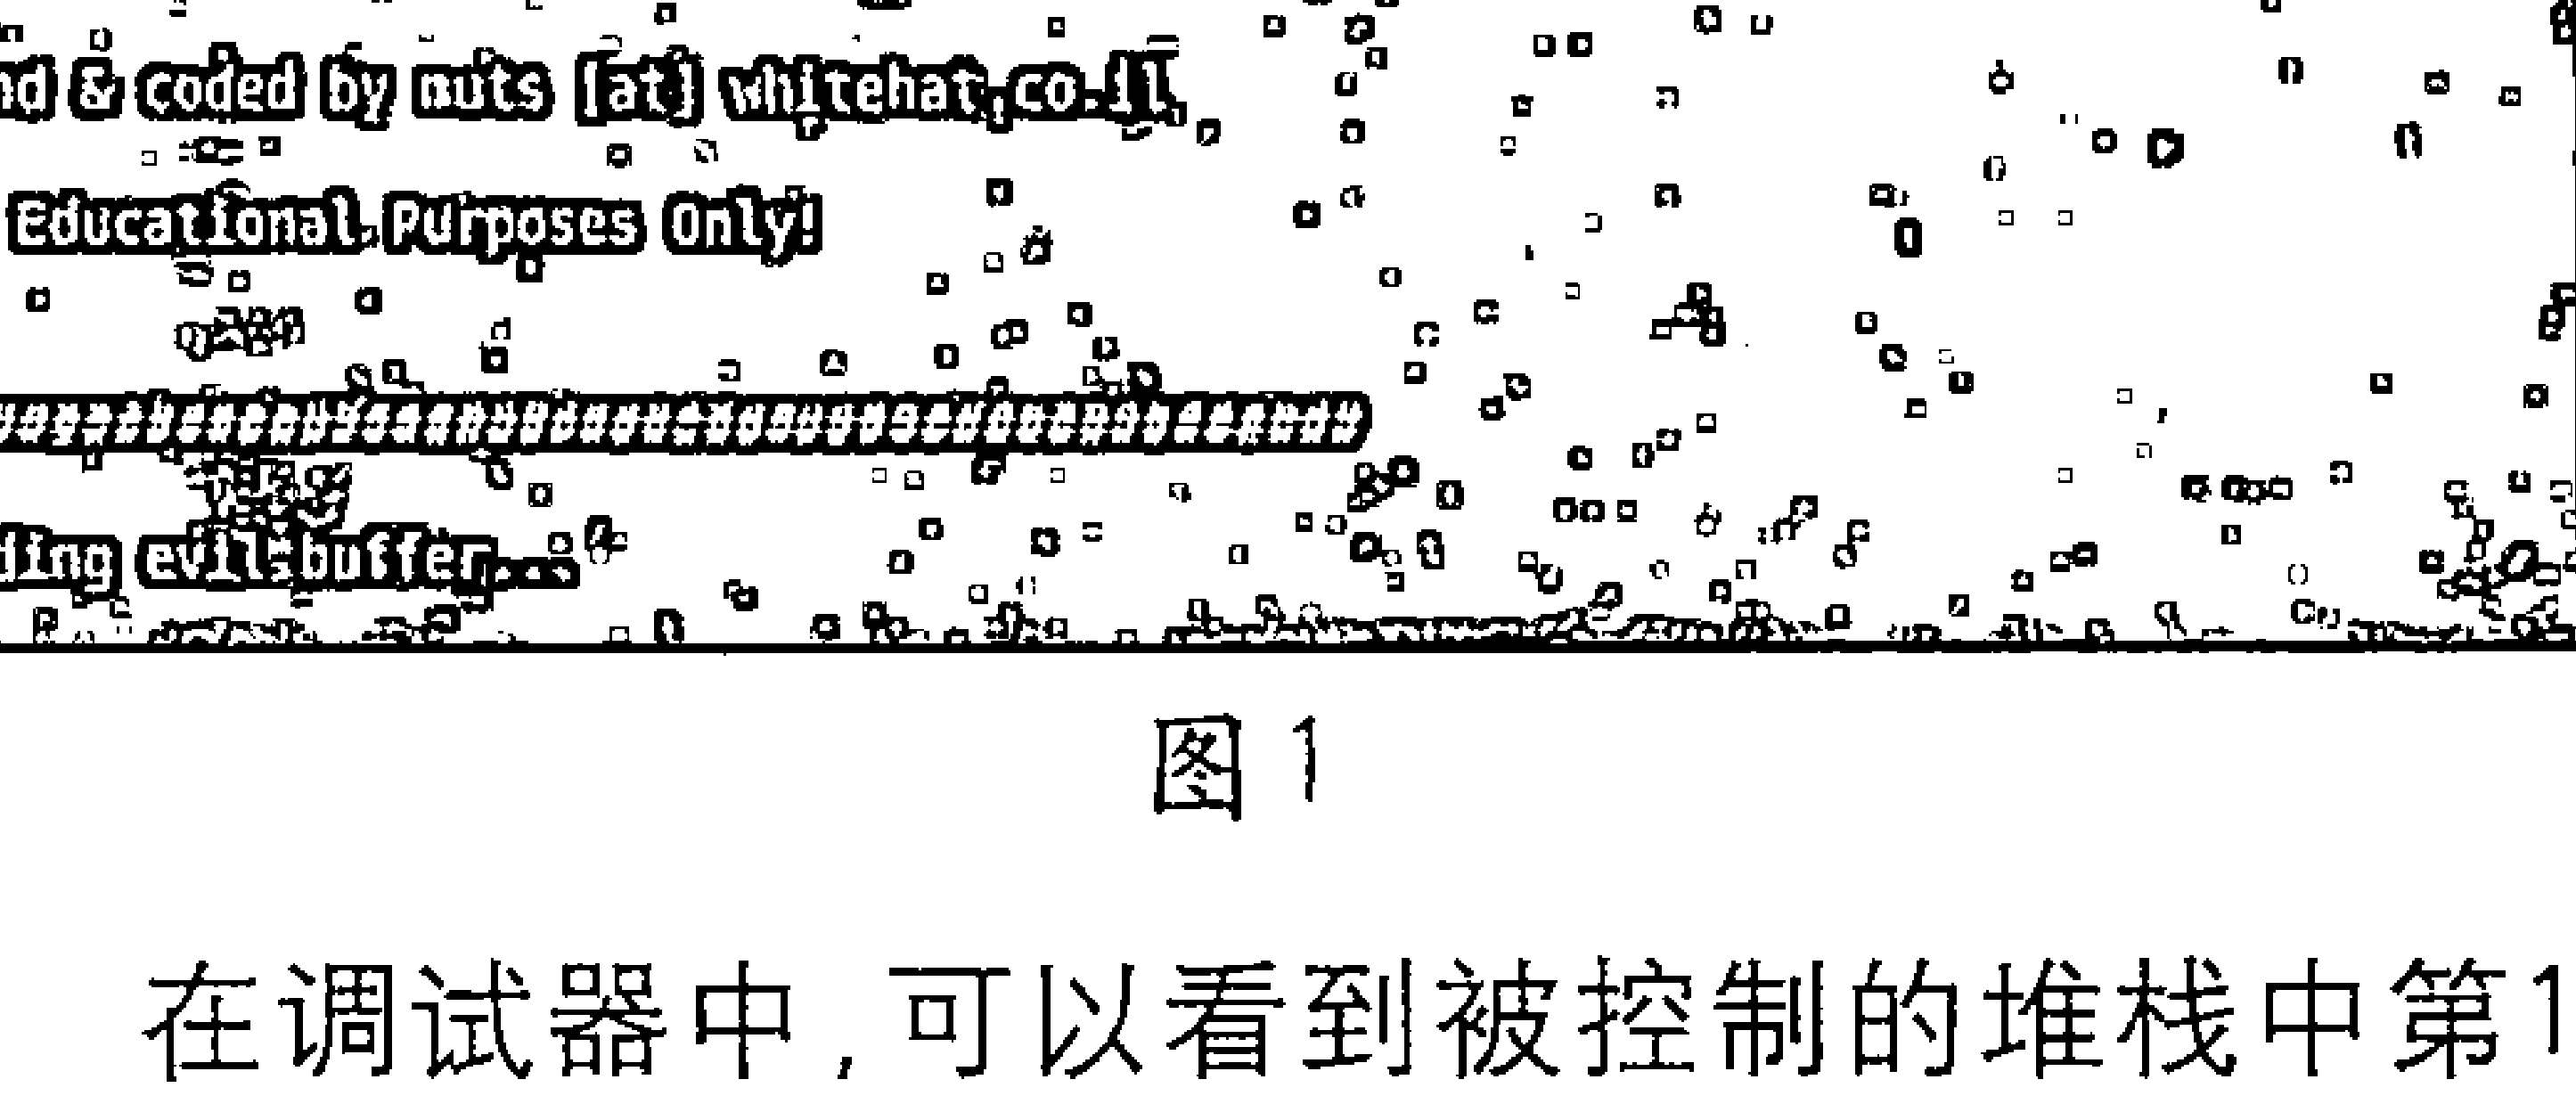 nd & coded by nuts [at] whitehat.co.il
Educational Purposes Only!
ding evil buffer...
图 1
在调试器中,可以看到被控制的堆栈中第1